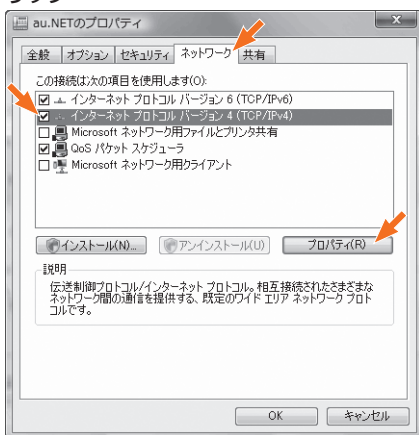 au.NETのプロパティ
全般 オプション セキュリティ ネットワーク 共有
この接続は次の項目を使用します(O):
インターネット プロトコル バージョン 6 (TCP/IPv6)
インターネット プロトコル バージョン 4 (TCP/IPv4)
Microsoft ネットワーク用ファイルとプリンタ共有
QoS パケット スケジューラ
Microsoft ネットワーク用クライアント
インストール(N)... アンインストール(U) プロパティ(R)
説明
伝送制御プロトコル/インターネット プロトコル。相互接続されたさまざまな
ネットワーク間の通信を提供する、既定のワイド エリア ネットワーク プロト
コルです。
OK キャンセル